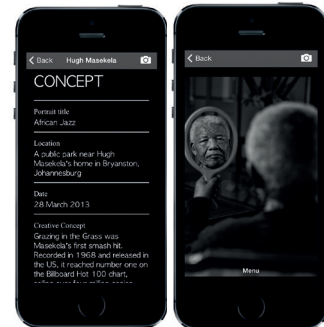 Back Hugh Masekela
CONCEPT
Portrait title
African Jazz
Location
A public park near Hugh
Masekela's home in Bryanston,
Johannesburg
Date
28 March 2013
Creative Concept
Grazing in the Grass was
Masekela's first smash hit.
Recorded in 1968 and released in
the US, it reached number one on
the Billboard Hot 100 chart,
Back
Menu